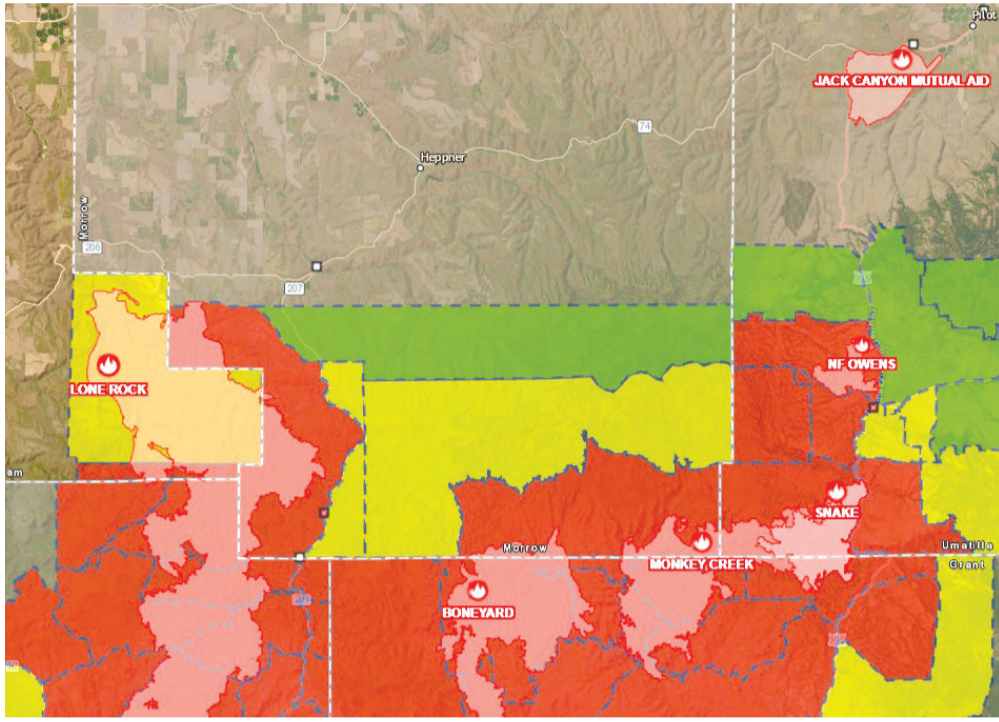 Pilot
JACK CANYON MUTUAL AID
74
Heppner
Morrow
206
207
NF OWENS
LONE ROCK
am
SNAKE
Morrow
Umatilla
MONKEY CREEK
Grant
BONEYARD